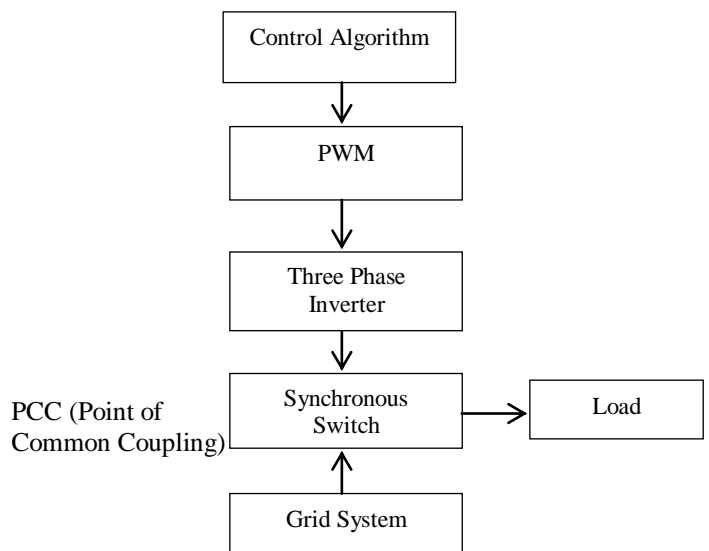 Control Algorithm
PWM
Three Phase
Inverter
PCC (Point of
Common Coupling)
Synchronous
Switch
Load
Grid System